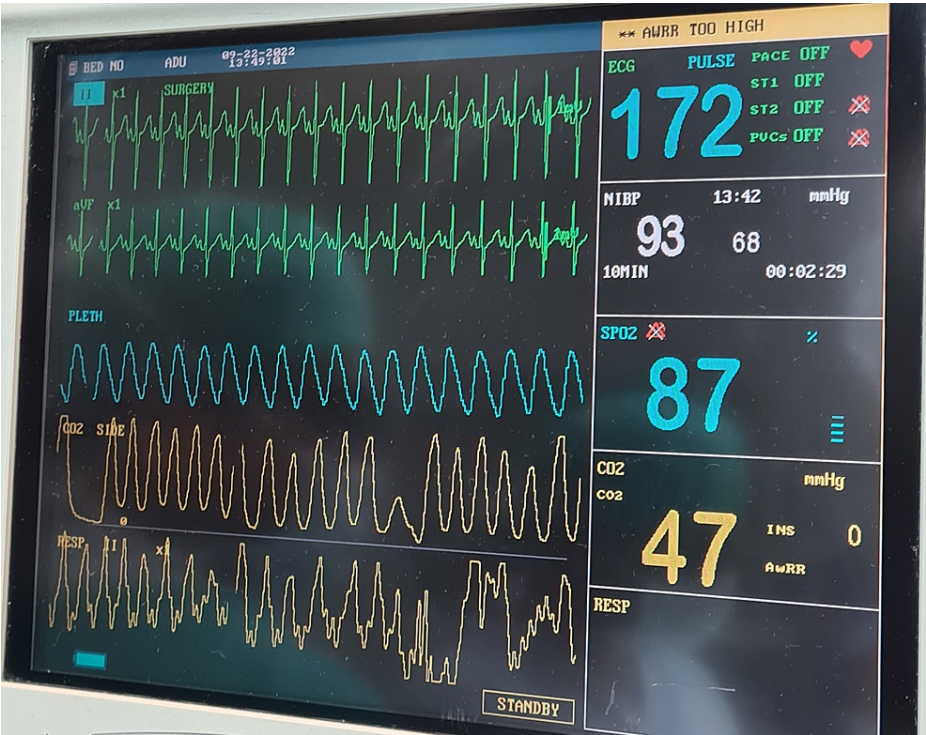 BED NO ADU 09-22-2022
13:49:01
** AWRR TOO HIGH
II x1 SURGERY
1mV
aVF x1
1mV
PLETH
CO2 SIDE
0
RESP II x1
STANDBY
ECG PULSE PACE OFF
172
ST1 OFF
ST2 OFF
PVCs OFF
NIBP 13:42 mmHg
93 68
10MIN 00:02:29
SPO2 %
87
CO2 mmHg
CO2
47
INS 0
AwRR
RESP